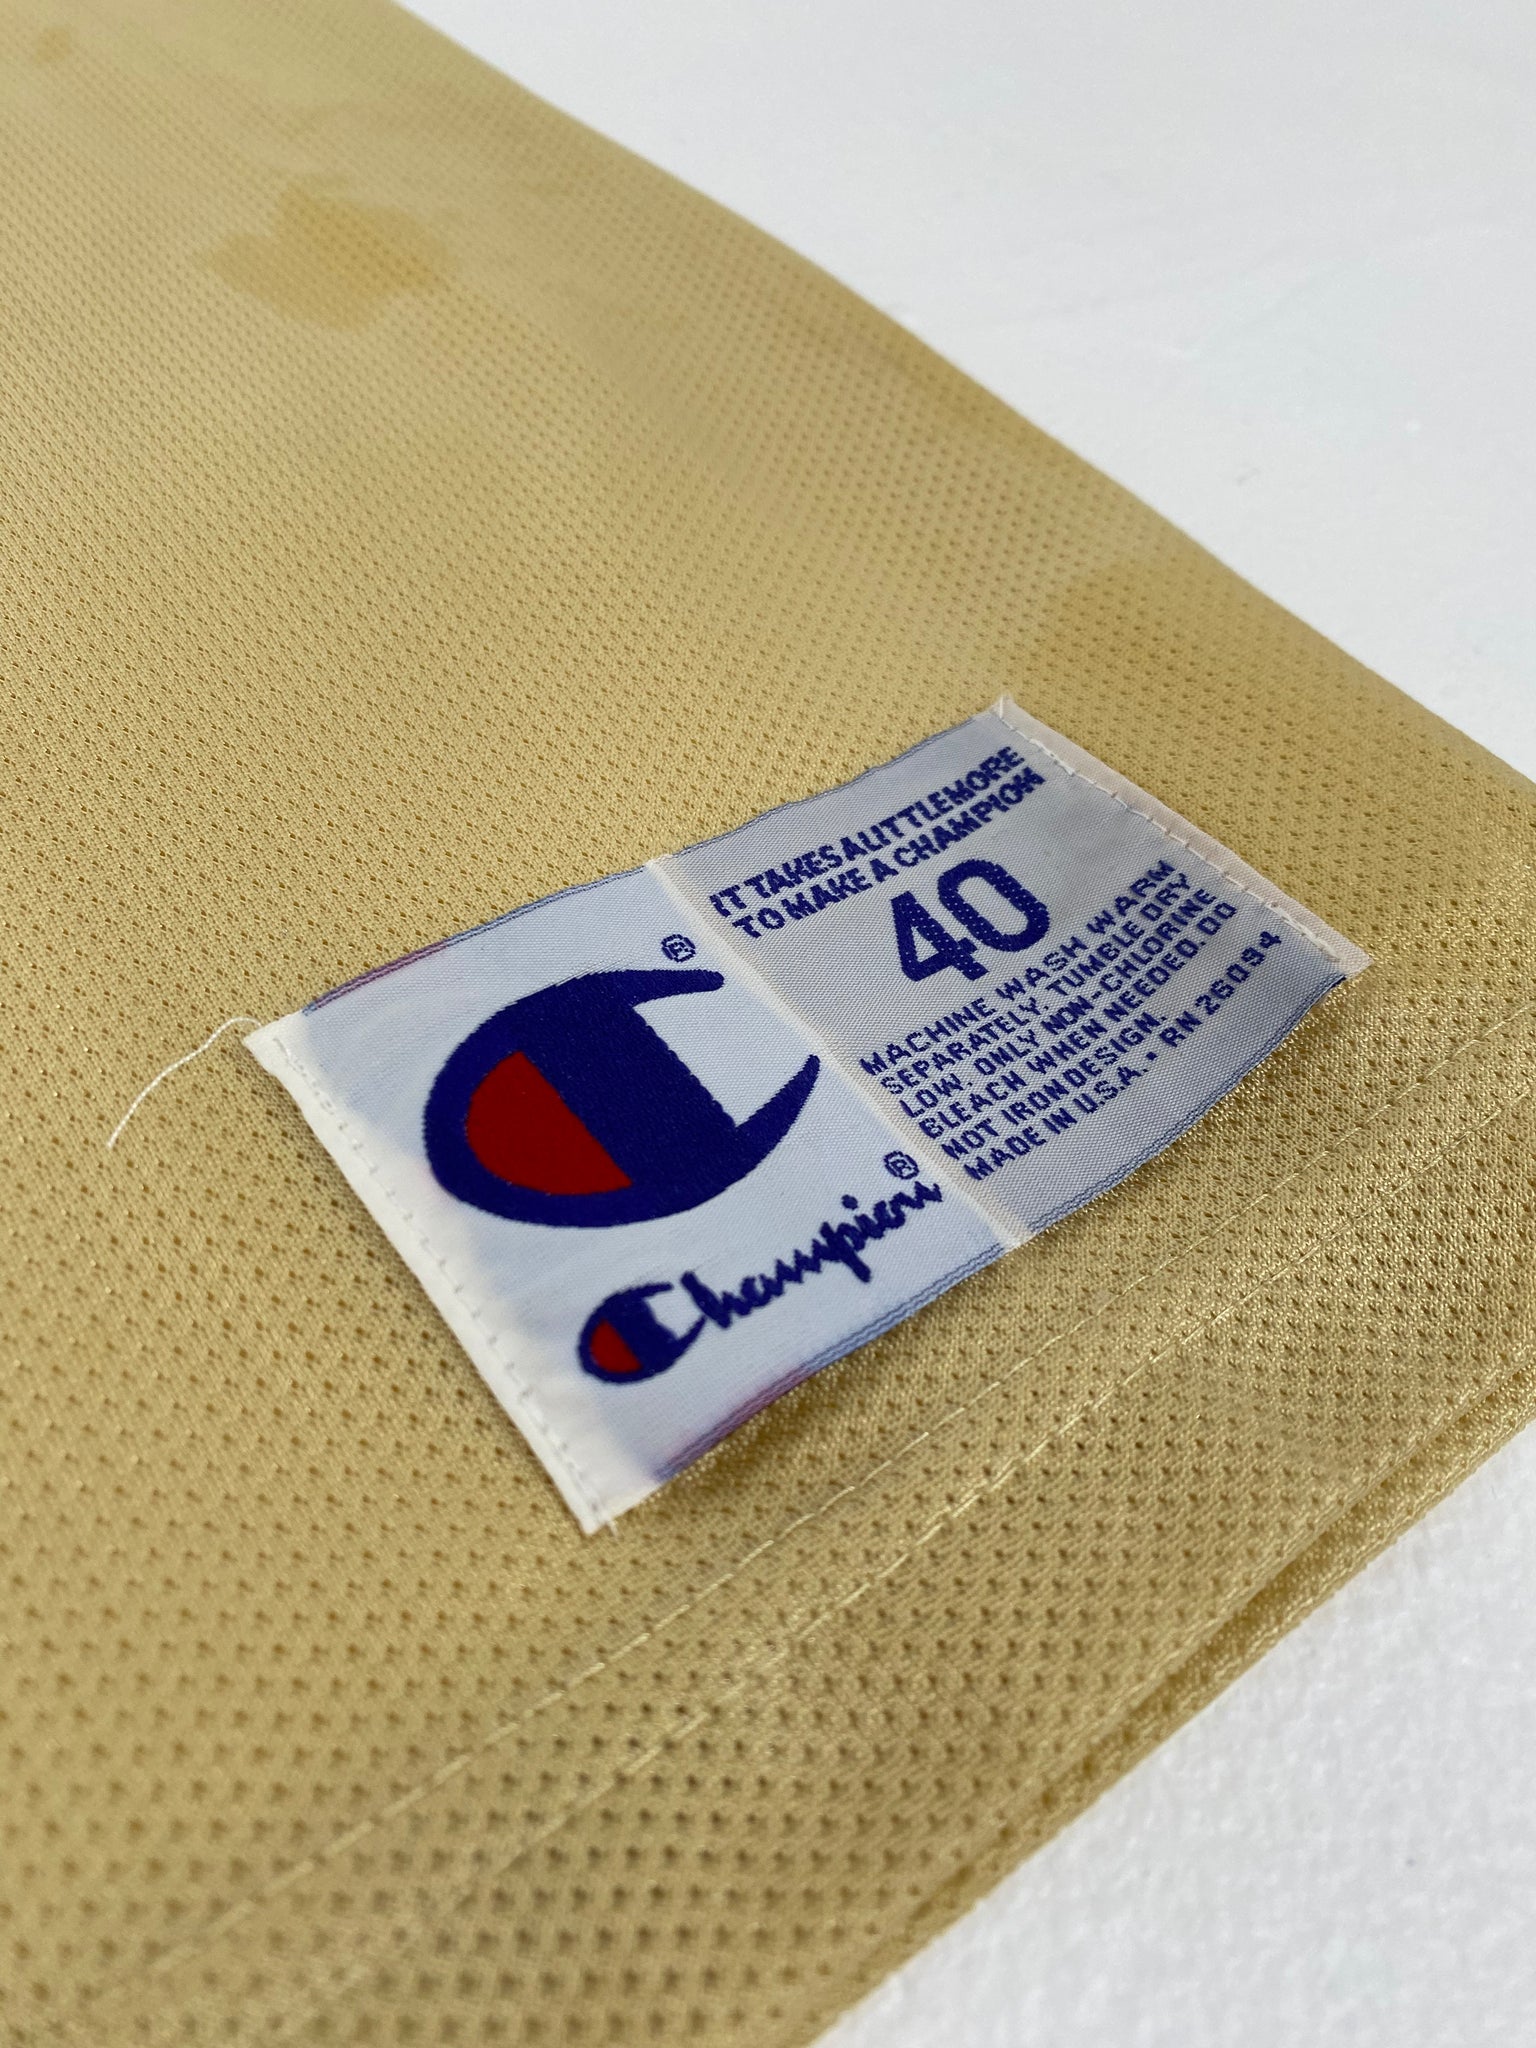 IT TAKES A LITTLE MORE
TO MAKE A CHAMPION
40
MACHINE WASH WARM
SEPARATELY. TUMBLE DRY
LOW. ONLY NON-CHLORINE
BLEACH WHEN NEEDED. DO
NOT IRON DESIGN.
MADE IN U.S.A. • RN 26094
®
Champion®